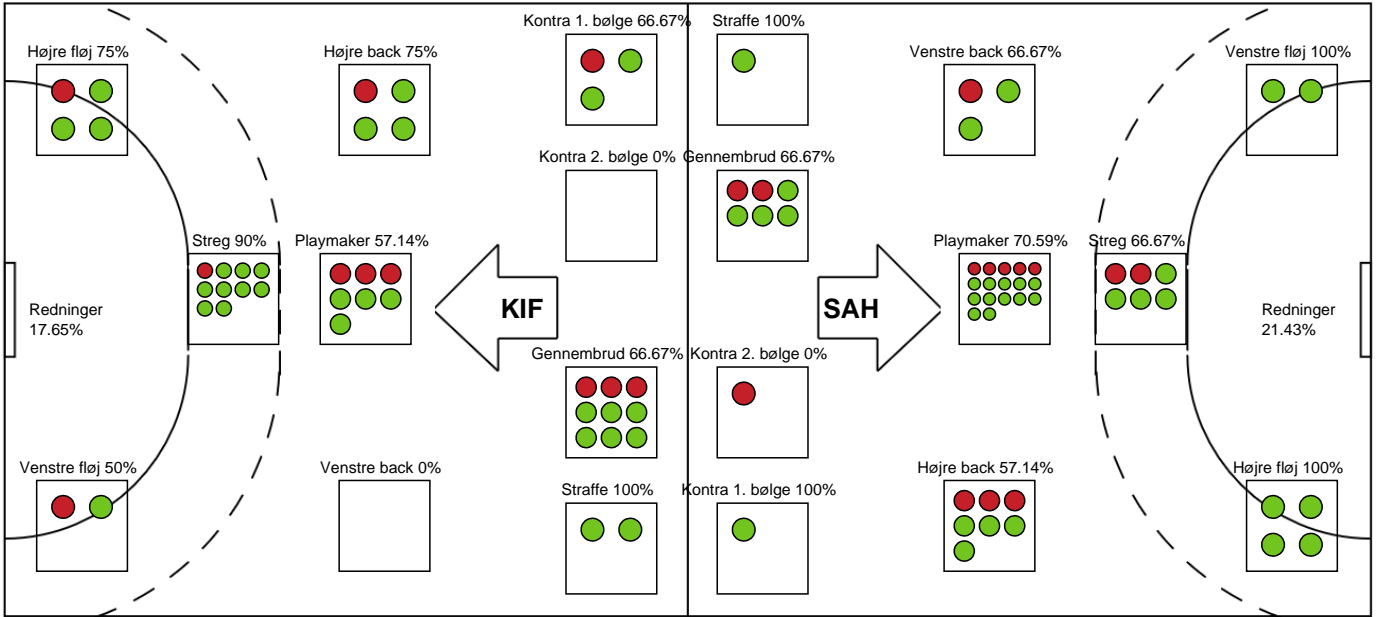 Kontra 1. bølge 66.67%
Straffe 100%
Højre fløj 75%
Højre back 75%
Venstre back 66.67%
Venstre fløj 100%
Kontra 2. bølge 0%
Gennembrud 66.67%
Streg 90%
Playmaker 57.14%
Playmaker 70.59%
Streg 66.67%
Redninger
17.65%
KIF
SAH
Redninger
21.43%
Gennembrud 66.67%
Kontra 2. bølge 0%
Venstre fløj 50%
Venstre back 0%
Højre back 57.14%
Højre fløj 100%
Straffe 100%
Kontra 1. bølge 100%